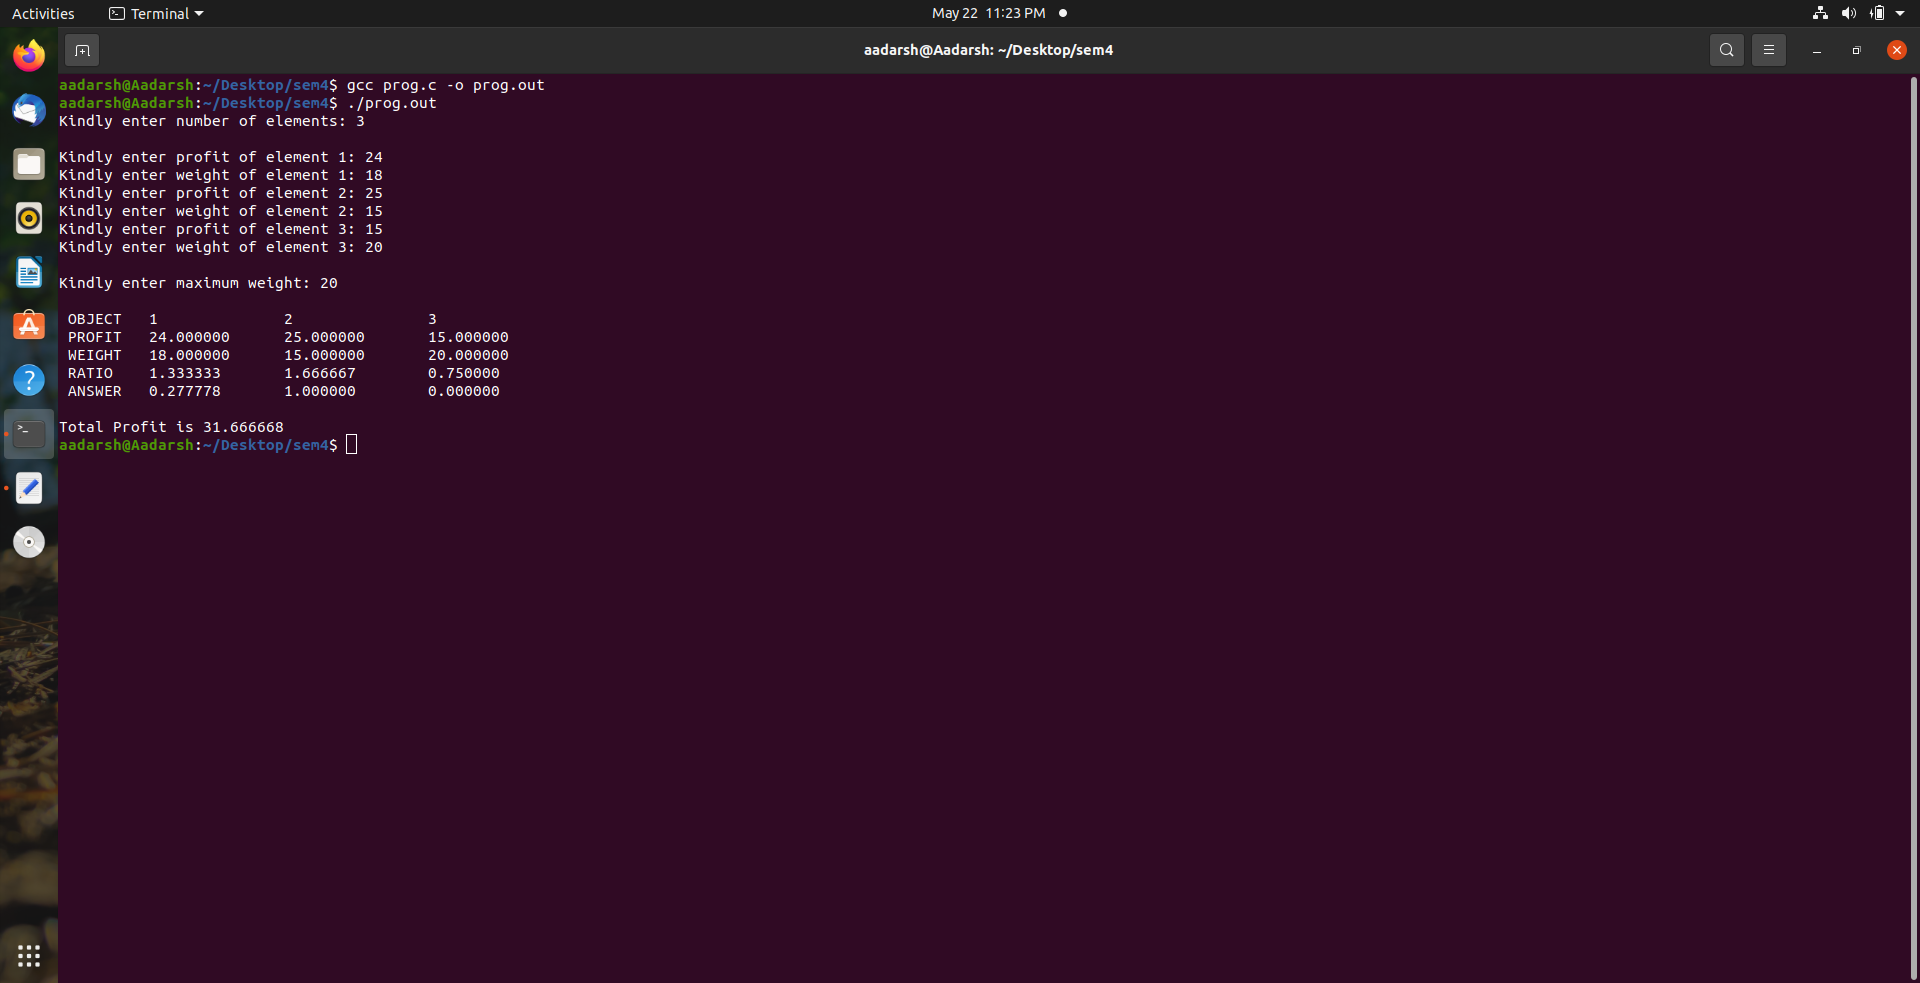 Activities Terminal May 22 11:23 PM
aadarsh@Aadarsh: ~/Desktop/sem4
aadarsh@Aadarsh:~/Desktop/sem4$ gcc prog.c -o prog.out
aadarsh@Aadarsh:~/Desktop/sem4$ ./prog.out
Kindly enter number of elements: 3
Kindly enter profit of element 1: 24
Kindly enter weight of element 1: 18
Kindly enter profit of element 2: 25
Kindly enter weight of element 2: 15
Kindly enter profit of element 3: 15
Kindly enter weight of element 3: 20
Kindly enter maximum weight: 20
OBJECT 1 2 3
PROFIT 24.000000 25.000000 15.000000
WEIGHT 18.000000 15.000000 20.000000
RATIO 1.333333 1.666667 0.750000
ANSWER 0.277778 1.000000 0.000000
Total Profit is 31.666668
aadarsh@Aadarsh:~/Desktop/sem4$